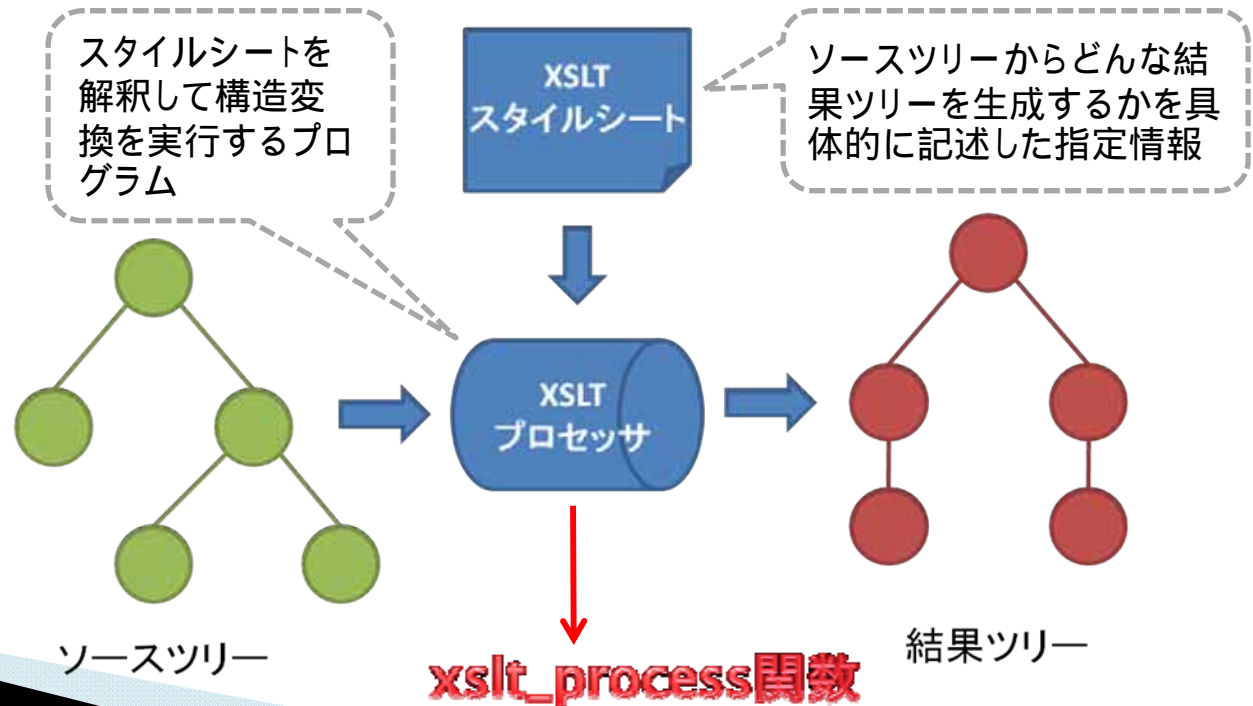 スタイルシートを
解釈して構造変
換を実行するプロ
グラム
XSLT
スタイルシート
ソースツリーからどんな結
果ツリーを生成するかを具
体的に記述した指定情報
XSLT
プロセッサ
ソースツリー
xslt_process関数
結果ツリー